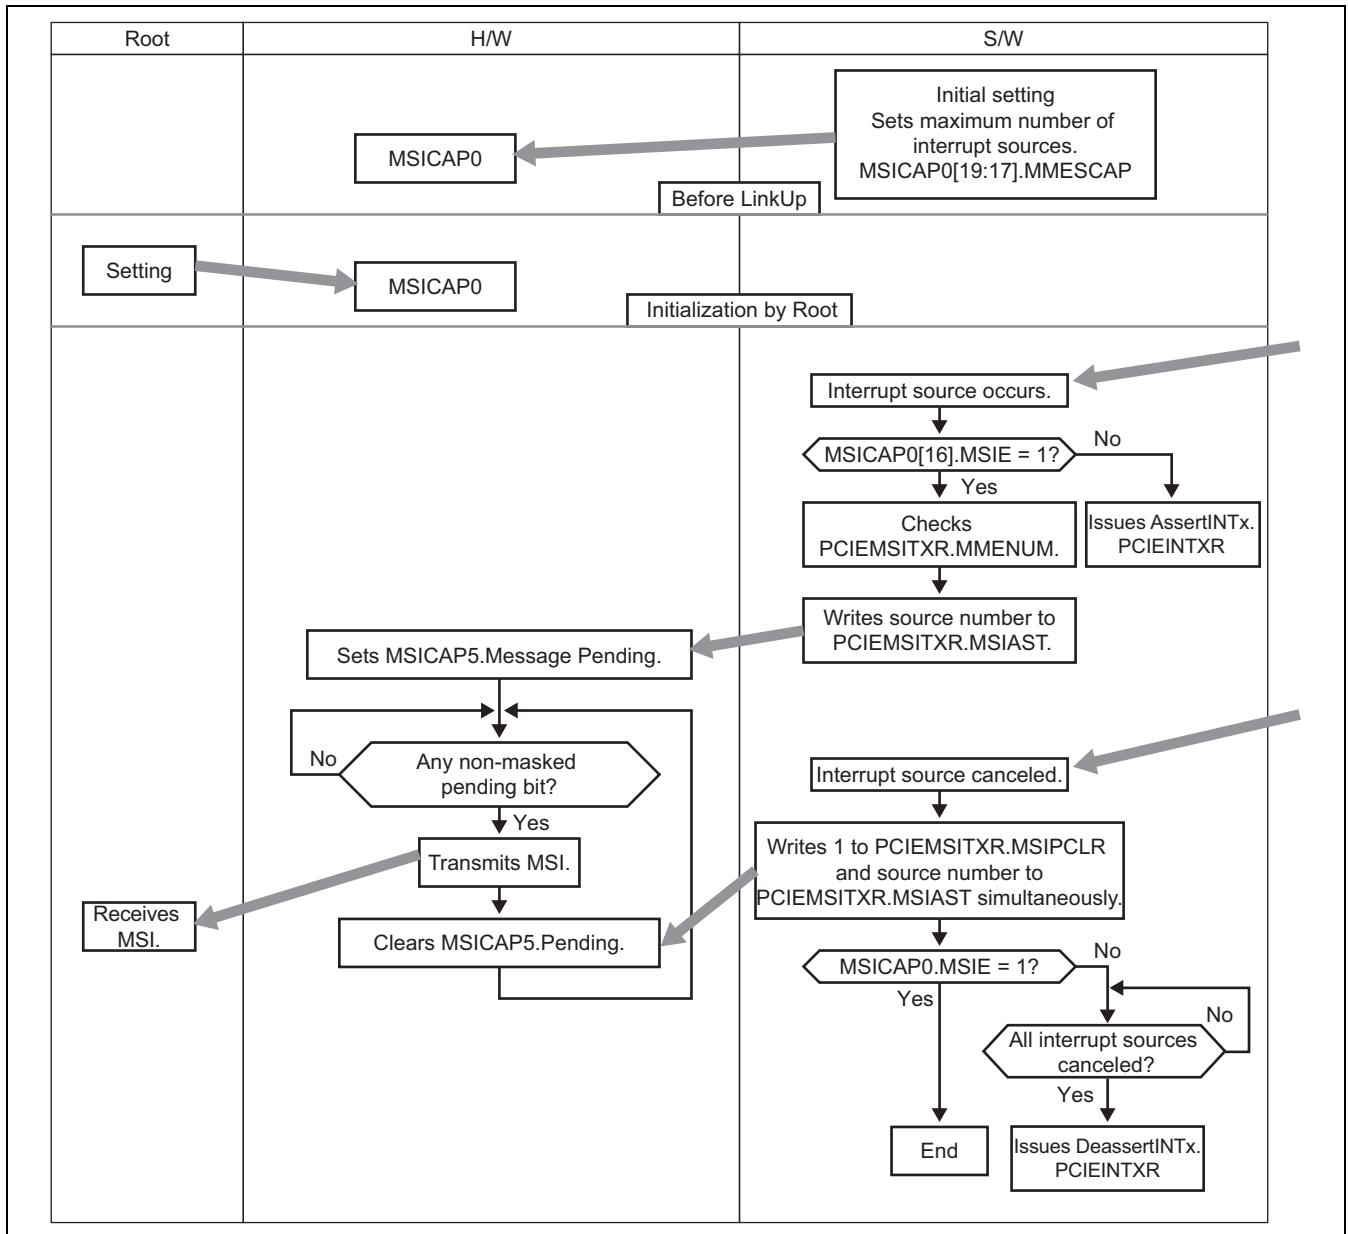 Root
H/W
S/W
Initial setting
Sets maximum number of
interrupt sources.
MSICAP0[19:17].MMESCAP
MSICAP0
Before LinkUp
Setting
MSICAP0
Initialization by Root
Interrupt source occurs.
MSICAP0[16].MSIE = 1?
No
Yes
Checks
PCIEMSITXR.MMENUM.
Issues AssertINTx.
PCIEINTXR
Writes source number to
PCIEMSITXR.MSIAST.
Sets MSICAP5.Message Pending.
No
Any non-masked
pending bit?
Yes
Transmits MSI.
Receives
MSI.
Clears MSICAP5.Pending.
Interrupt source canceled.
Writes 1 to PCIEMSITXR.MSIPCLR
and source number to
PCIEMSITXR.MSIAST simultaneously.
MSICAP0.MSIE = 1?
No
Yes
No
All interrupt sources
canceled?
Yes
End
Issues DeassertINTx.
PCIEINTXR